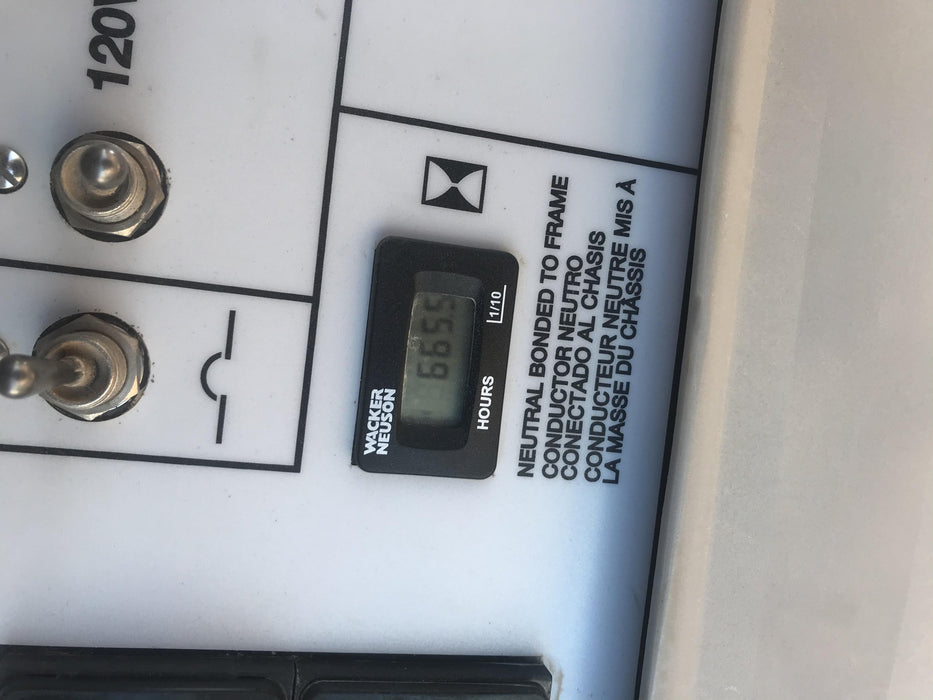 120V
WACKER
NEUSON
HOURS
1/10
NEUTRAL BONDED TO FRAME
CONDUCTOR NEUTRO
CONECTADO AL CHASIS
CONDUCTEUR NEUTRE MIS À
LA MASSE DU CHÂSSIS